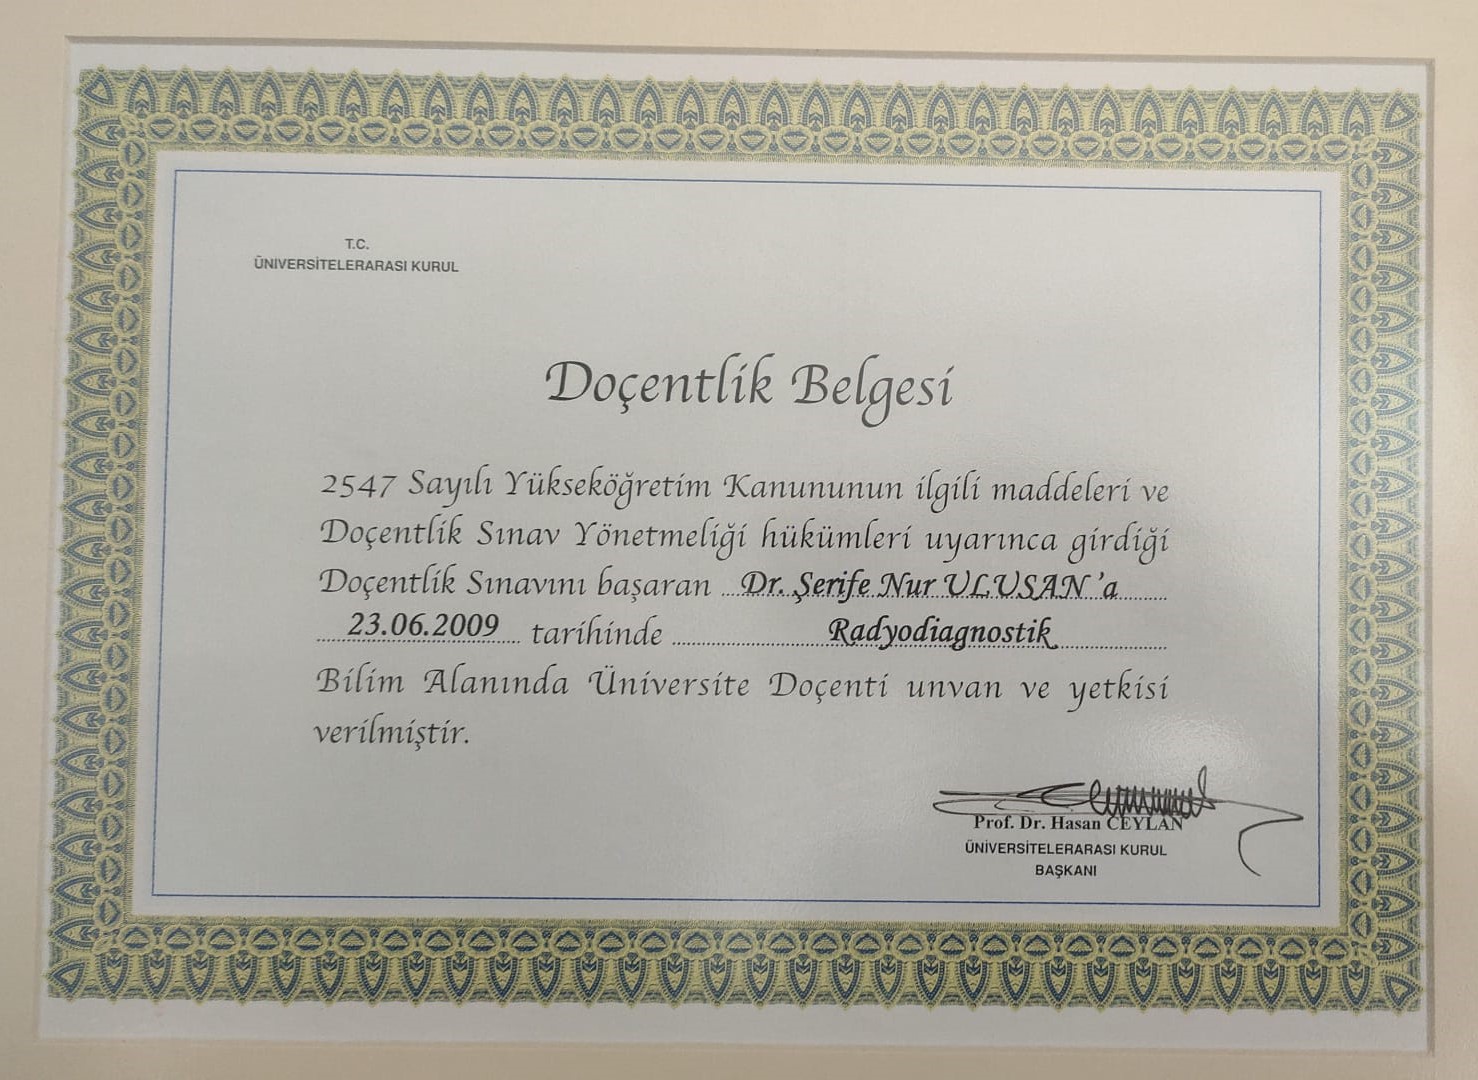 T.C.
ÜNİVERSİTELERARASI KURUL
Doçentlik Belgesi
2547 Sayılı Yükseköğretim Kanununun ilgili maddeleri ve
Doçentlik Sınav Yönetmeliği hükümleri uyarınca girdiği
Doçentlik Sınavını başaran ...Dr. Şerife Nur ULUSAN 'a......
......23.06.2009.... tarihinde ..............Radyodiagnostik..............
Bilim Alanında Üniversite Doçenti unvan ve yetkisi
verilmiştir.
Prof. Dr. Hasan CEYLAN
ÜNİVERSİTELERARASI KURUL
BAŞKANI